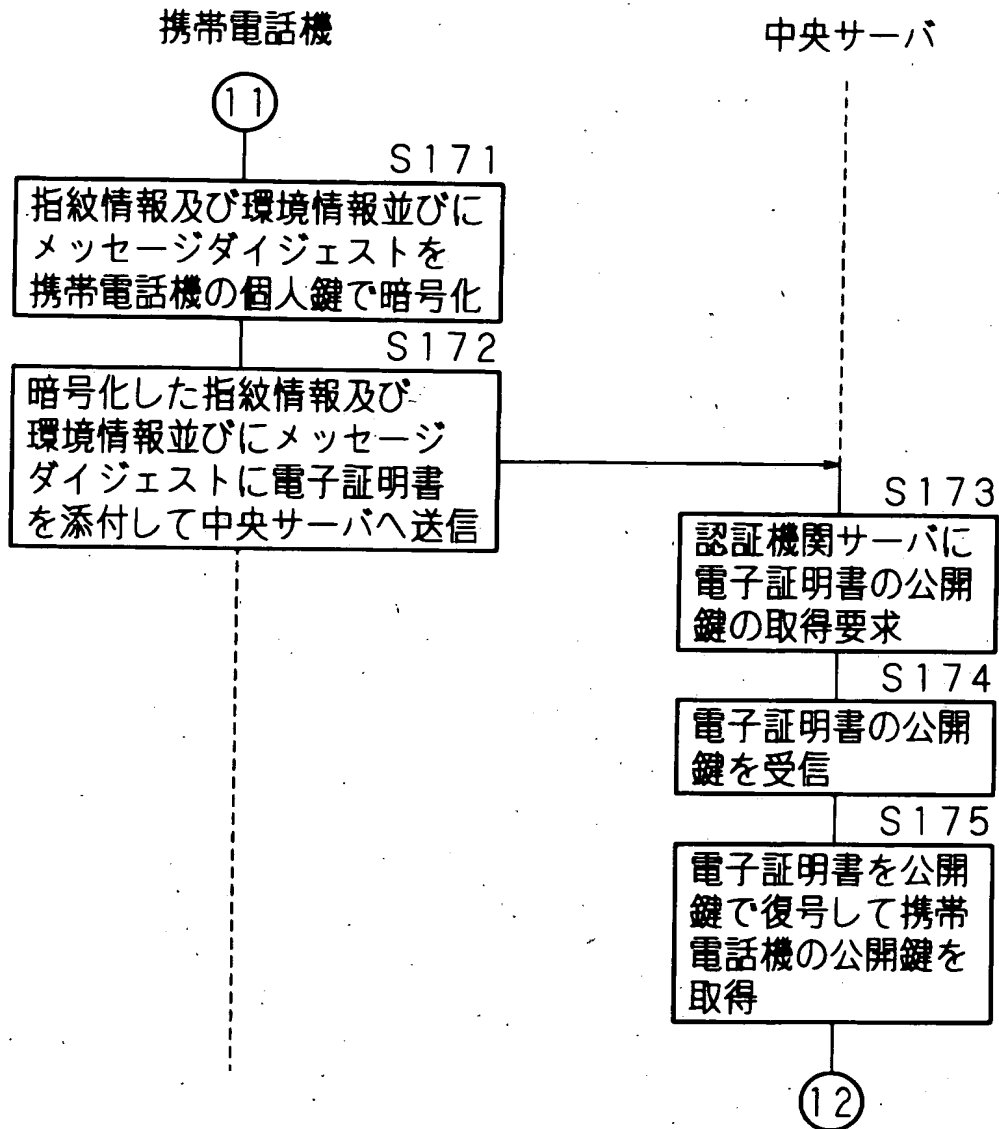 携帯電話機
中央サーバ
11
S171
指紋情報及び環境情報並びに
メッセージダイジェストを
携帯電話機の個人鍵で暗号化
S172
暗号化した指紋情報及び
環境情報並びにメッセージ
ダイジェストに電子証明書
を添付して中央サーバへ送信
S173
認証機関サーバに
電子証明書の公開
鍵の取得要求
S174
電子証明書の公開
鍵を受信
S175
電子証明書を公開
鍵で復号して携帯
電話機の公開鍵を
取得
12